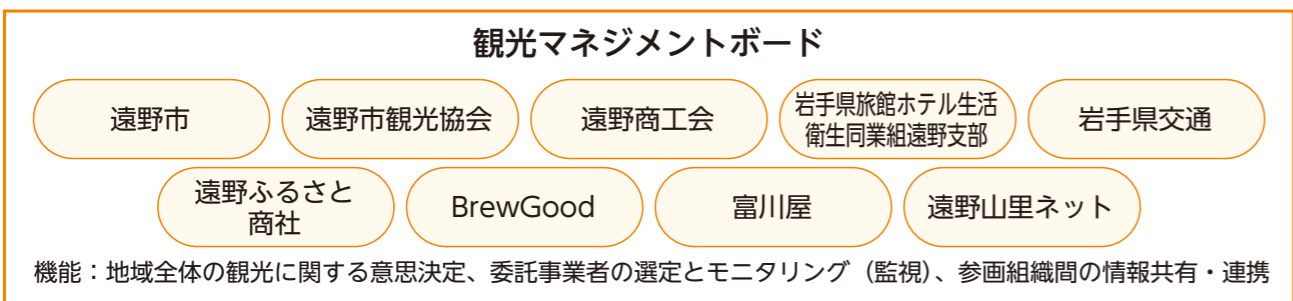 観光マネジメントボード
遠野市
遠野市観光協会
遠野商工会
岩手県旅館ホテル生活
衛生同業組遠野支部
岩手県交通
遠野ふるさと
商社
BrewGood
富川屋
遠野山里ネット
機能：地域全体の観光に関する意思決定、委託事業者の選定とモニタリング（監視）、参画組織間の情報共有・連携